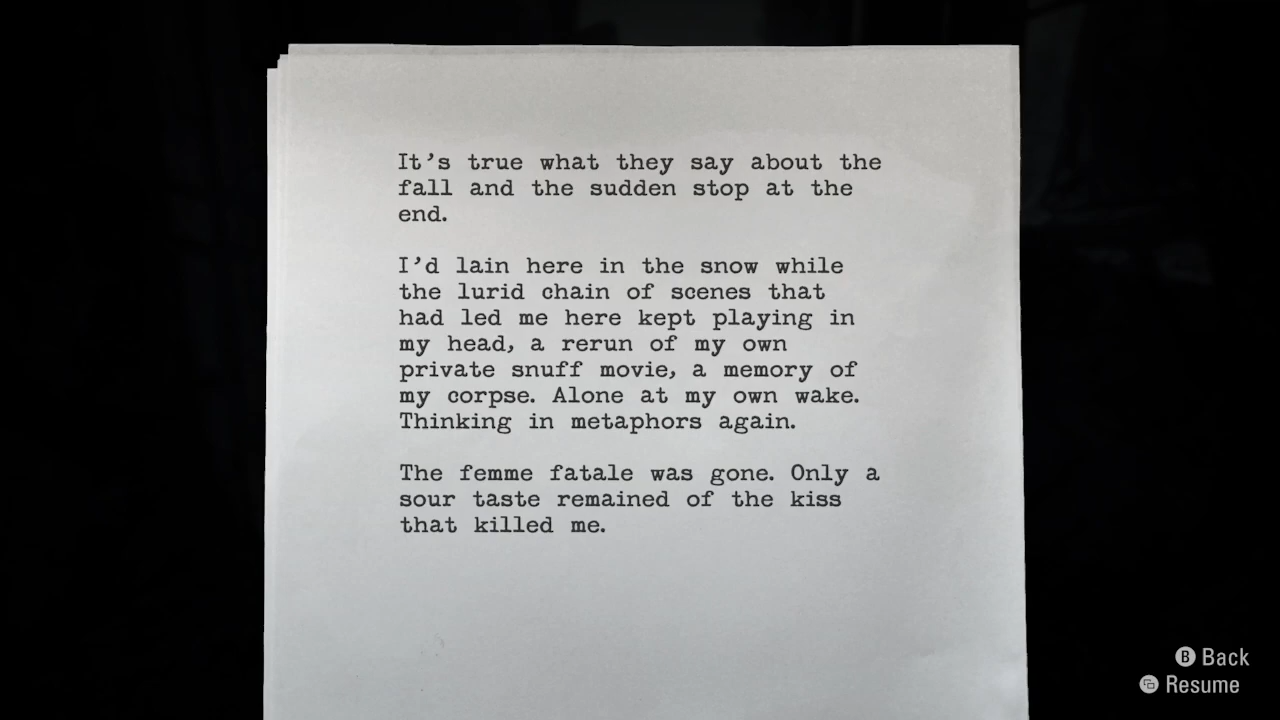 It’s true what they say about the
fall and the sudden stop at the
end.
I’d lain here in the snow while
the lurid chain of scenes that
had led me here kept playing in
my head, a rerun of my own
private snuff movie, a memory of
my corpse. Alone at my own wake.
Thinking in metaphors again.
The femme fatale was gone. Only a
sour taste remained of the kiss
that killed me.
B Back
Resume